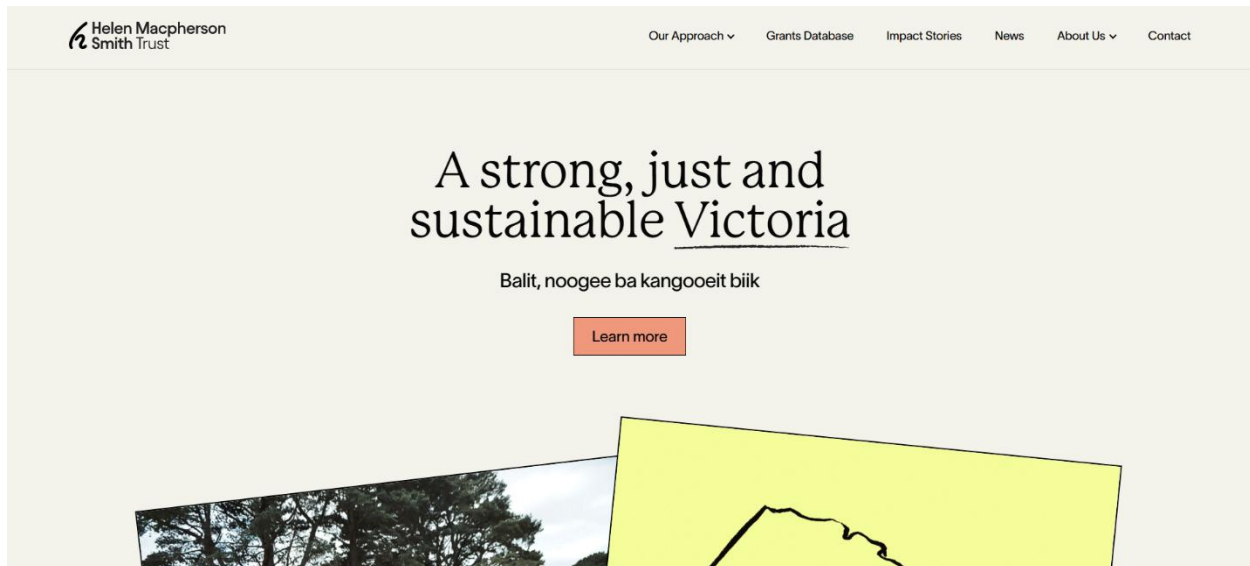 Helen Macpherson
Smith Trust
Our Approach
Grants Database
Impact Stories
News
About Us
Contact
A strong, just and
sustainable Victoria
Balit, noogee ba kangooeit biik
Learn more